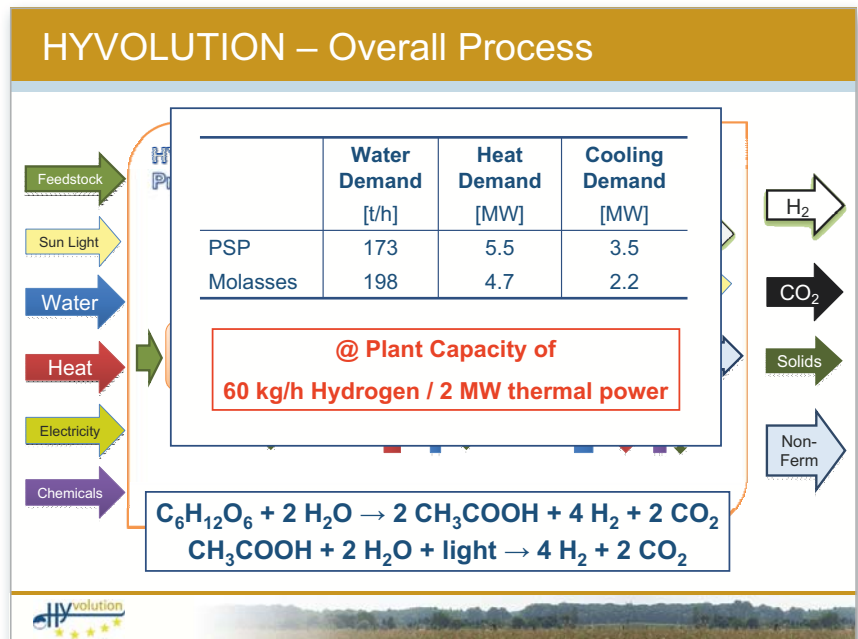 HYVOLUTION – Overall Process
Feedstock
Sun Light
Water
Heat
Electricity
Chemicals
Water Demand Heat Demand Cooling Demand
[t/h] [MW] [MW]
PSP 173 5.5 3.5
Molasses 198 4.7 2.2
@ Plant Capacity of
60 kg/h Hydrogen / 2 MW thermal power
H₂
CO₂
Solids
Non-
Ferm
C₆H₁₂O₆ + 2 H₂O → 2 CH₃COOH + 4 H₂ + 2 CO₂
CH₃COOH + 2 H₂O + light → 4 H₂ + 2 CO₂
HYvolution